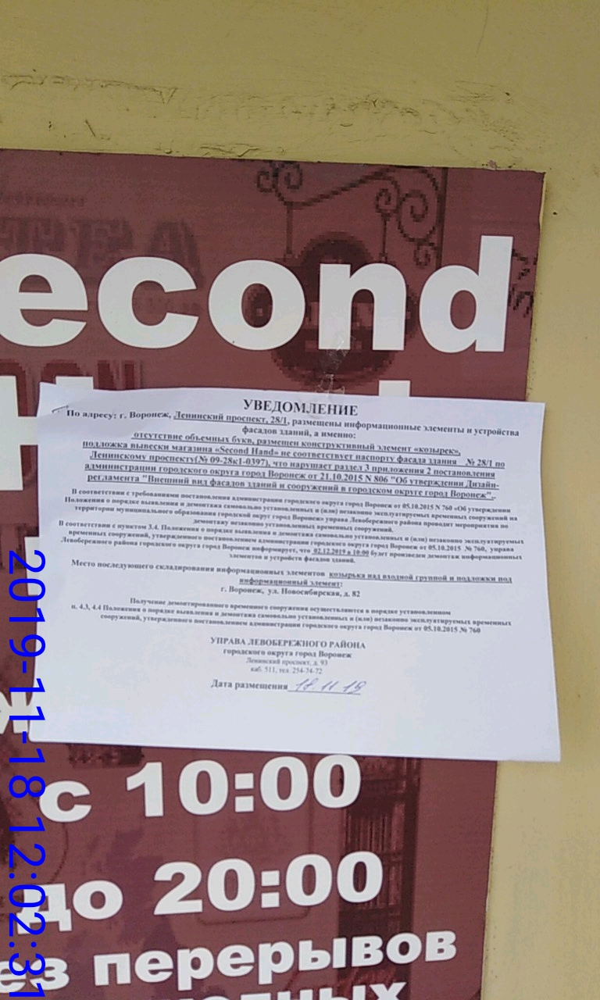 econd
УВЕДОМЛЕНИЕ
По адресу: г. Воронеж, Ленинский проспект, 28/1, размещены информационные элементы и устройства
фасадов зданий, а именно:
отсутствие объемных букв, размещен конструктивный элемент «козырек»,
подложка вывески магазина «Second Hand» не соответствует паспорту фасада здания № 28/1 по
Ленинскому проспекту(№ 09-28к1-0397), что нарушает раздел 3 приложения 2 постановления
администрации городского округа город Воронеж от 21.10.2015 N 806 "Об утверждении Дизайн-
регламента "Внешний вид фасадов зданий и сооружений в городском округе город Воронеж".
В соответствии с требованиями постановления администрации городского округа город Воронеж от 05.10.2015 N 760 «Об утверждении
Положения о порядке выявления и демонтажа самовольно установленных и (или) незаконно эксплуатируемых временных сооружений на
территории муниципального образования городской округ город Воронеж» управа Левобережного района проводит мероприятия по
демонтажу незаконно установленных временных сооружений.
В соответствии с пунктом 3.4. Положения о порядке выявления и демонтажа самовольно установленных и (или) незаконно эксплуатируемых
временных сооружений, утвержденного постановлением администрации городского округа город Воронеж от 05.10.2015 № 760, управа
Левобережного района городского округа город Воронеж информирует, что 02.12.2019 в 10:00 будет произведен демонтаж информационных
элементов и устройств фасадов зданий.
Место последующего складирования информационных элементов козырька над входной группой и подложки под
информационный элемент:
г. Воронеж, ул. Новосибирская, д. 82
Получение демонтированного временного сооружения осуществляются в порядке установленном
п. 4.3, 4.4 Положения о порядке выявления и демонтажа самовольно установленных и (или) незаконно эксплуатируемых временных
сооружений, утвержденного постановлением администрации городского округа город Воронеж от 05.10.2015 № 760
УПРАВА ЛЕВОБЕРЕЖНОГО РАЙОНА
городского округа город Воронеж
Ленинский проспект, д. 93
каб. 511, тел. 254-74-72
Дата размещения 18.11.19
с 10:00
до 20:00
ез перерывов
2019-11-18 12:02:31